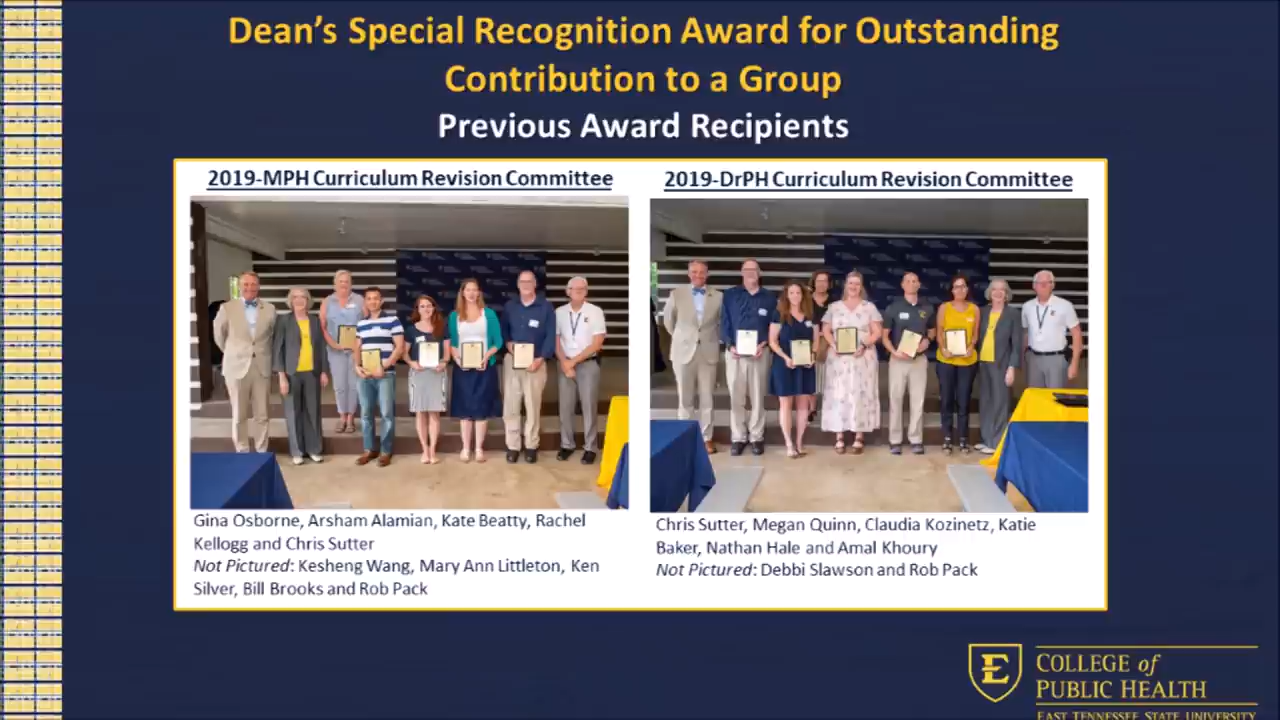 Dean's Special Recognition Award for Outstanding
Contribution to a Group
Previous Award Recipients
2019-MPH Curriculum Revision Committee
Gina Osborne, Arsham Alamian, Kate Beatty, Rachel
Kellogg and Chris Sutter
Not Pictured: Kesheng Wang, Mary Ann Littleton, Ken
Silver, Bill Brooks and Rob Pack
2019-DrPH Curriculum Revision Committee
Chris Sutter, Megan Quinn, Claudia Kozinetz, Katie
Baker, Nathan Hale and Amal Khoury
Not Pictured: Debbi Slawson and Rob Pack
E
COLLEGE of
PUBLIC HEALTH
EAST TENNESSEE STATE UNIVERSITY